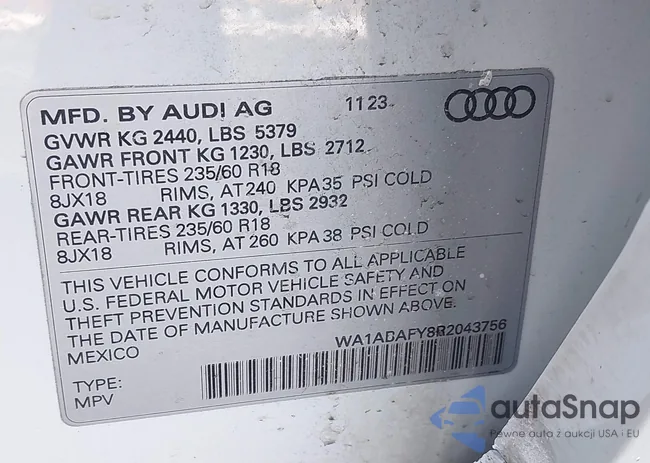 MFD. BY AUDI AG 11 23
GVWR KG 2440, LBS 5379
GAWR FRONT KG 1230, LBS 2712
FRONT-TIRES 235/60 R18
8JX18 RIMS, AT 240 KPA 35 PSI COLD
GAWR REAR KG 1330, LBS 2932
REAR-TIRES 235/60 R18
8JX18 RIMS, AT 260 KPA 38 PSI COLD
THIS VEHICLE CONFORMS TO ALL APPLICABLE
U.S. FEDERAL MOTOR VEHICLE SAFETY AND
THEFT PREVENTION STANDARDS IN EFFECT ON
THE DATE OF MANUFACTURE SHOWN ABOVE.
MEXICO
WA1ABAFY8R2043756
TYPE:
MPV
autaSnap
Pewne auta z aukcji USA i EU